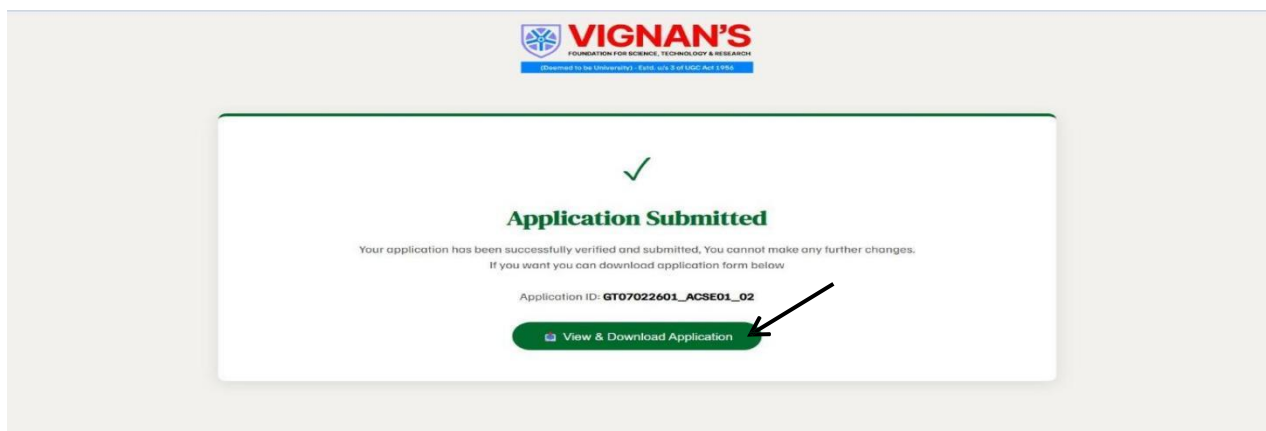 VIGNAN'S
FOUNDATION FOR SCIENCE, TECHNOLOGY & RESEARCH
(Deemed to be University) - Estd. u/s 3 of UGC Act 1956
Application Submitted
Your application has been successfully verified and submitted, You cannot make any further changes.
If you want you can download application form below
Application ID: GT07022601_ACSE01_02
View & Download Application